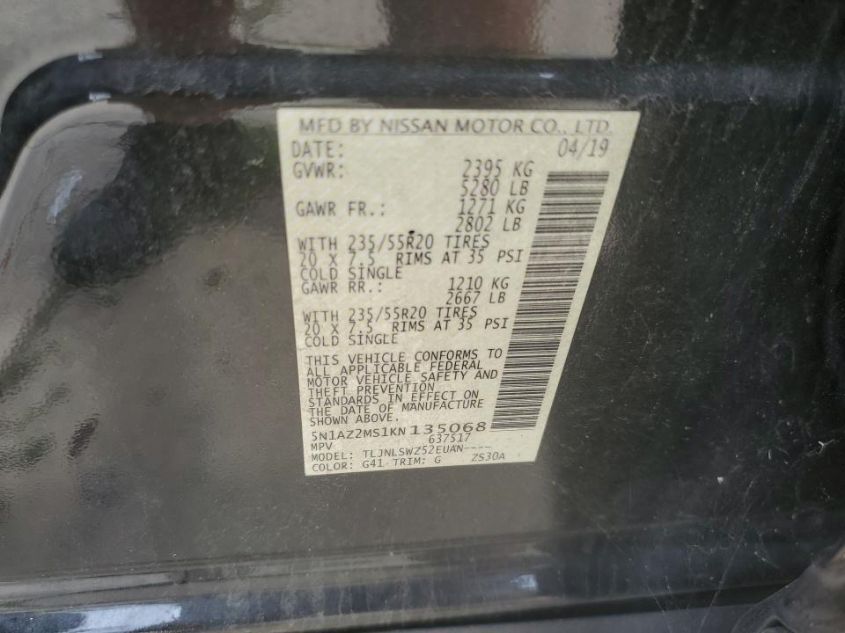 MFD BY NISSAN MOTOR CO., LTD.
DATE: 04/19
GVWR: 2395 KG
5280 LB
GAWR FR.: 1271 KG
2802 LB
WITH 235/55R20 TIRES
20 X 7.5 RIMS AT 35 PSI
COLD SINGLE
GAWR RR.: 1210 KG
2667 LB
WITH 235/55R20 TIRES
20 X 7.5 RIMS AT 35 PSI
COLD SINGLE
THIS VEHICLE CONFORMS TO
ALL APPLICABLE FEDERAL
MOTOR VEHICLE SAFETY AND
THEFT PREVENTION
STANDARDS IN EFFECT ON
THE DATE OF MANUFACTURE
SHOWN ABOVE.
5N1AZ2MS1KN135068
MPV 637517
MODEL: TLJNLSWZ52EUAN----
COLOR: G41 TRIM: G ZS30A